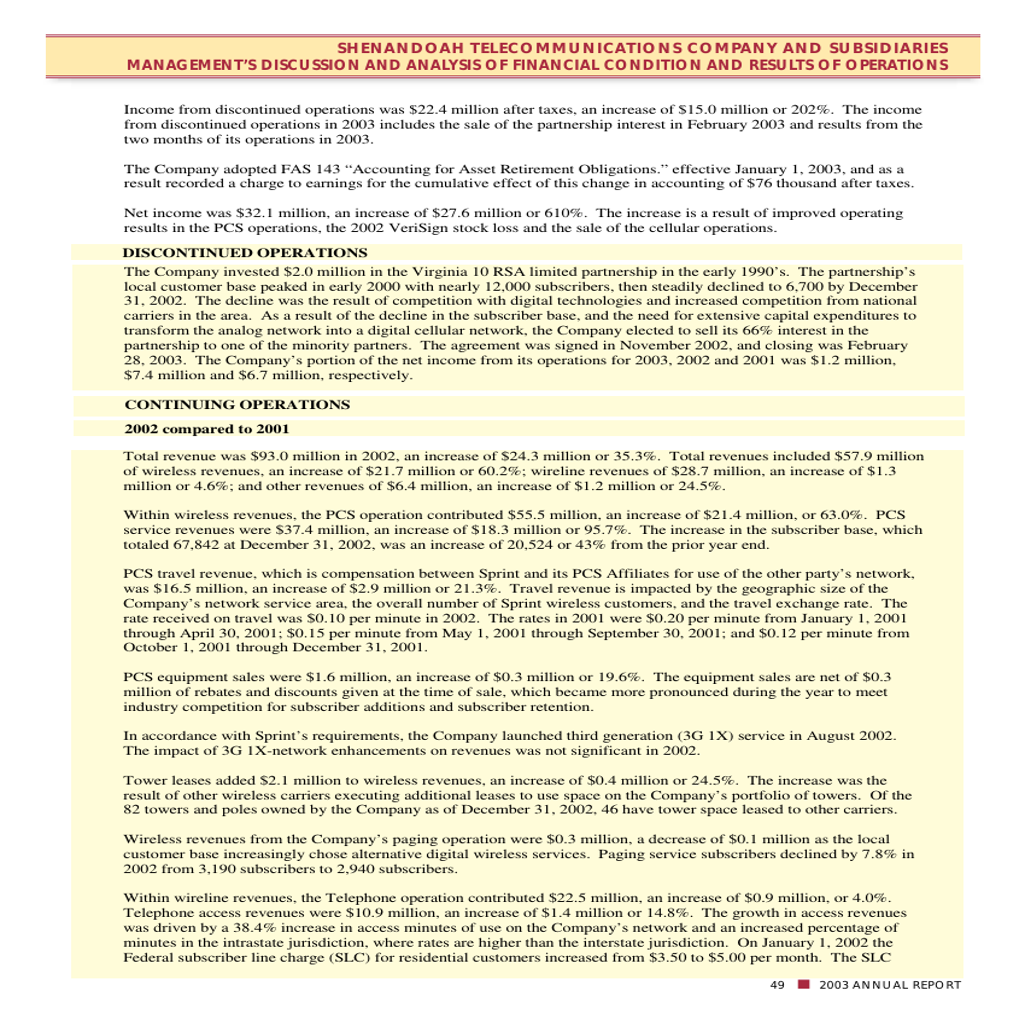 SHENANDOAH TELECOMMUNICATIONS COMPANY AND SUBSIDIARIES
MANAGEMENT'S DISCUSSION AND ANALYSIS OF FINANCIAL CONDITION AND RESULTS OF OPERATIONS
Income from discontinued operations was $22.4 million after taxes, an increase of $15.0 million or 202%.  The income
from discontinued operations in 2003 includes the sale of the partnership interest in February 2003 and results from the
two months of its operations in 2003.
The Company adopted FAS 143 “Accounting for Asset Retirement Obligations.” effective January 1, 2003, and as a
result recorded a charge to earnings for the cumulative effect of this change in accounting of $76 thousand after taxes.
Net income was $32.1 million, an increase of $27.6 million or 610%.  The increase is a result of improved operating
results in the PCS operations, the 2002 VeriSign stock loss and the sale of the cellular operations.
DISCONTINUED OPERATIONS
The Company invested $2.0 million in the Virginia 10 RSA limited partnership in the early 1990’s.  The partnership’s
local customer base peaked in early 2000 with nearly 12,000 subscribers, then steadily declined to 6,700 by December
31, 2002.  The decline was the result of competition with digital technologies and increased competition from national
carriers in the area.  As a result of the decline in the subscriber base, and the need for extensive capital expenditures to
transform the analog network into a digital cellular network, the Company elected to sell its 66% interest in the
partnership to one of the minority partners.  The agreement was signed in November 2002, and closing was February
28, 2003.  The Company’s portion of the net income from its operations for 2003, 2002 and 2001 was $1.2 million,
$7.4 million and $6.7 million, respectively.
CONTINUING OPERATIONS
2002 compared to 2001
Total revenue was $93.0 million in 2002, an increase of $24.3 million or 35.3%.  Total revenues included $57.9 million
of wireless revenues, an increase of $21.7 million or 60.2%; wireline revenues of $28.7 million, an increase of $1.3
million or 4.6%; and other revenues of $6.4 million, an increase of $1.2 million or 24.5%.
Within wireless revenues, the PCS operation contributed $55.5 million, an increase of $21.4 million, or 63.0%.  PCS
service revenues were $37.4 million, an increase of $18.3 million or 95.7%.  The increase in the subscriber base, which
totaled 67,842 at December 31, 2002, was an increase of 20,524 or 43% from the prior year end.
PCS travel revenue, which is compensation between Sprint and its PCS Affiliates for use of the other party’s network,
was $16.5 million, an increase of $2.9 million or 21.3%.  Travel revenue is impacted by the geographic size of the
Company’s network service area, the overall number of Sprint wireless customers, and the travel exchange rate.  The
rate received on travel was $0.10 per minute in 2002.  The rates in 2001 were $0.20 per minute from January 1, 2001
through April 30, 2001; $0.15 per minute from May 1, 2001 through September 30, 2001; and $0.12 per minute from
October 1, 2001 through December 31, 2001.
PCS equipment sales were $1.6 million, an increase of $0.3 million or 19.6%.  The equipment sales are net of $0.3
million of rebates and discounts given at the time of sale, which became more pronounced during the year to meet
industry competition for subscriber additions and subscriber retention.
In accordance with Sprint’s requirements, the Company launched third generation (3G 1X) service in August 2002.
The impact of 3G 1X-network enhancements on revenues was not significant in 2002.
Tower leases added $2.1 million to wireless revenues, an increase of $0.4 million or 24.5%.  The increase was the
result of other wireless carriers executing additional leases to use space on the Company’s portfolio of towers.  Of the
82 towers and poles owned by the Company as of December 31, 2002, 46 have tower space leased to other carriers.
Wireless revenues from the Company’s paging operation were $0.3 million, a decrease of $0.1 million as the local
customer base increasingly chose alternative digital wireless services.  Paging service subscribers declined by 7.8% in
2002 from 3,190 subscribers to 2,940 subscribers.
Within wireline revenues, the Telephone operation contributed $22.5 million, an increase of $0.9 million, or 4.0%.
Telephone access revenues were $10.9 million, an increase of $1.4 million or 14.8%.  The growth in access revenues
was driven by a 38.4% increase in access minutes of use on the Company’s network and an increased percentage of
minutes in the intrastate jurisdiction, where rates are higher than the interstate jurisdiction.  On January 1, 2002 the
Federal subscriber line charge (SLC) for residential customers increased from $3.50 to $5.00 per month.  The SLC
49 2003 ANNUAL REPORT